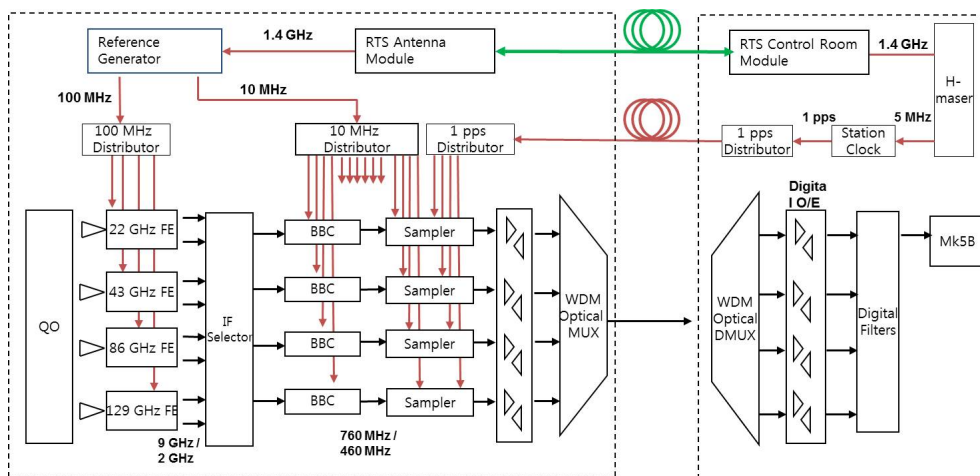 Reference
Generator
1.4 GHz
RTS Antenna
Module
RTS Control Room
Module
1.4 GHz
H-
maser
100 MHz
10 MHz
100 MHz
Distributor
10 MHz
Distributor
1 pps
Distributor
1 pps
Distributor
1 pps
Station
Clock
5 MHz
QO
22 GHz FE
43 GHz FE
86 GHz FE
129 GHz FE
9 GHz /
2 GHz
IF
Selector
BBC
BBC
BBC
BBC
Sampler
Sampler
Sampler
Sampler
760 MHz /
460 MHz
WDM
Optical
MUX
WDM
Optical
DMUX
Digita
l O/E
Digital
Filters
Mk5B